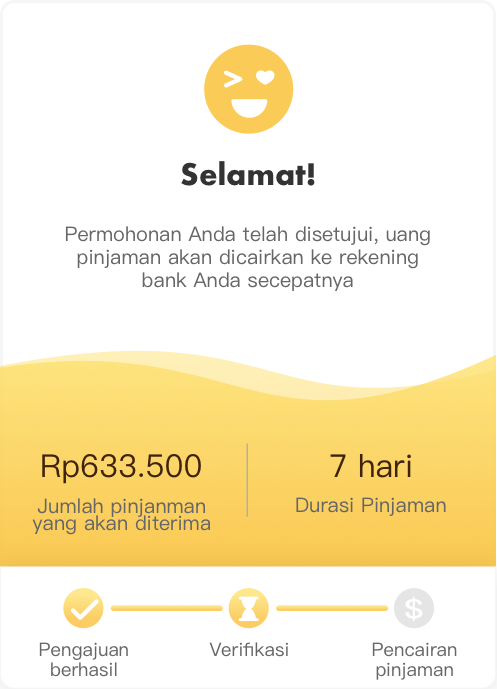 Selamat!
Permohonan Anda telah disetujui, uang
pinjaman akan dicairkan ke rekening
bank Anda secepatnya
Rp633.500
Jumlah pinjanman
yang akan diterima
7 hari
Durasi Pinjaman
$
Pengajuan
berhasil
Verifikasi
Pencairan
pinjaman